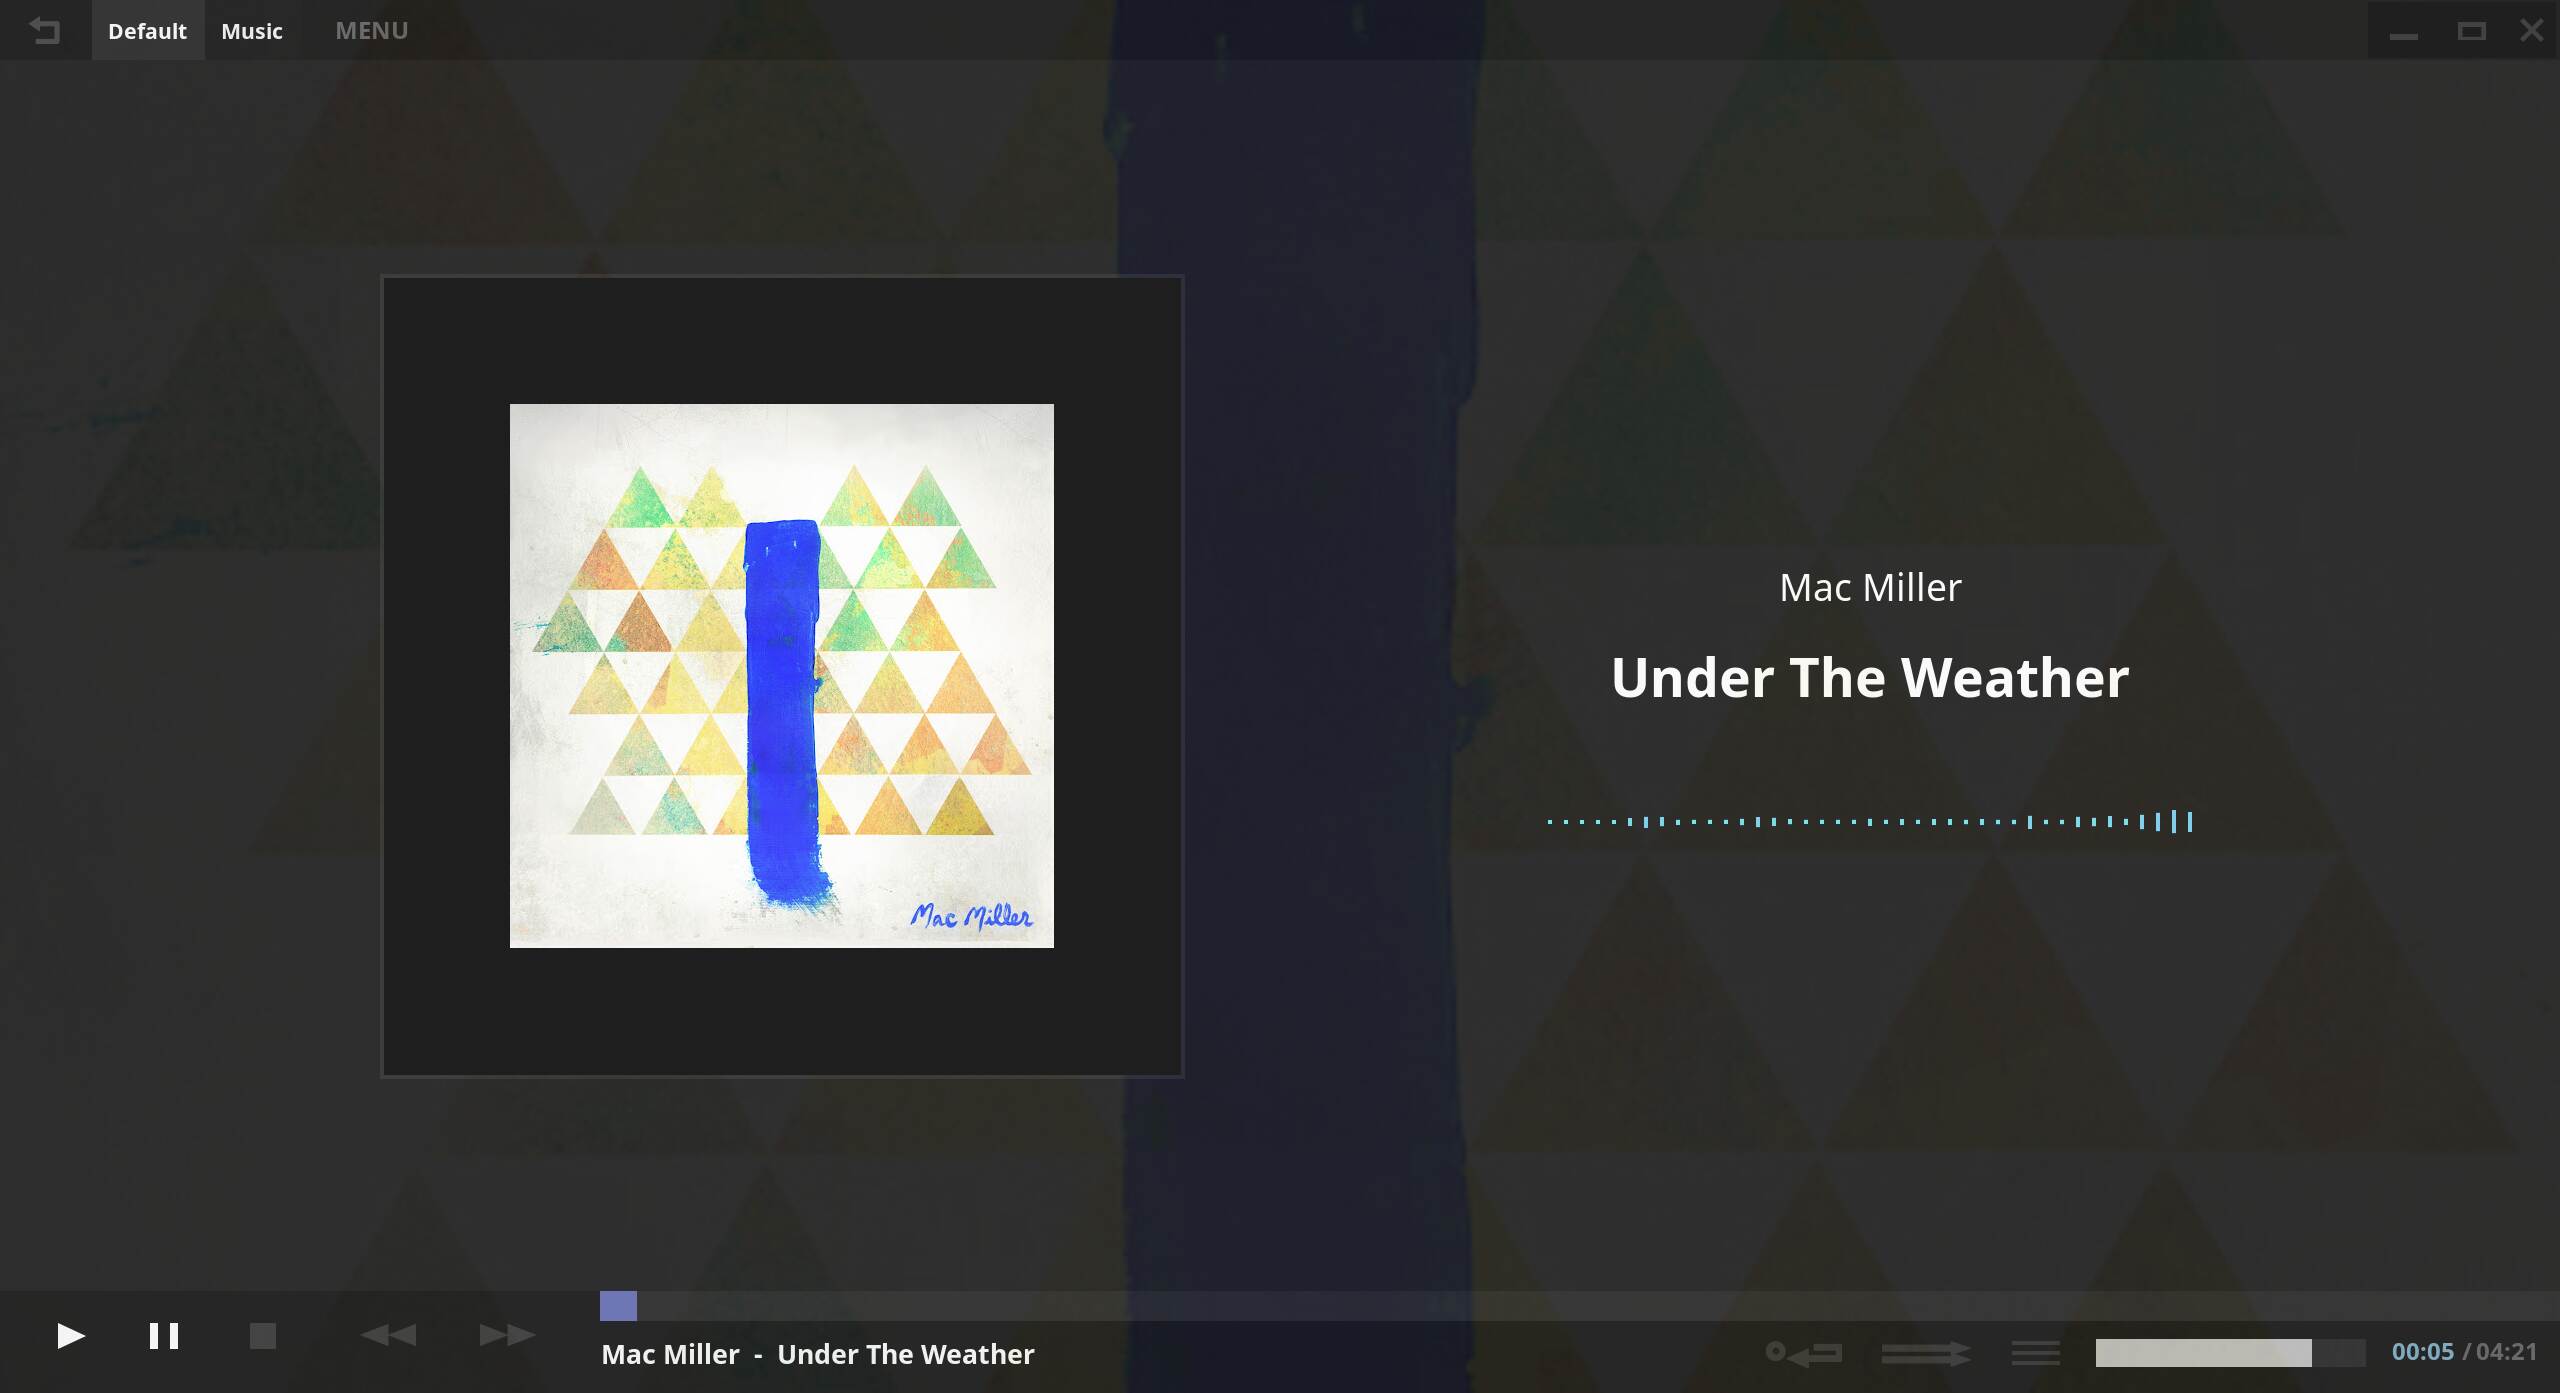 Default Music MENU
Mac Miller
Under The Weather
Mac Miller
Mac Miller - Under The Weather
00:05 / 04:21